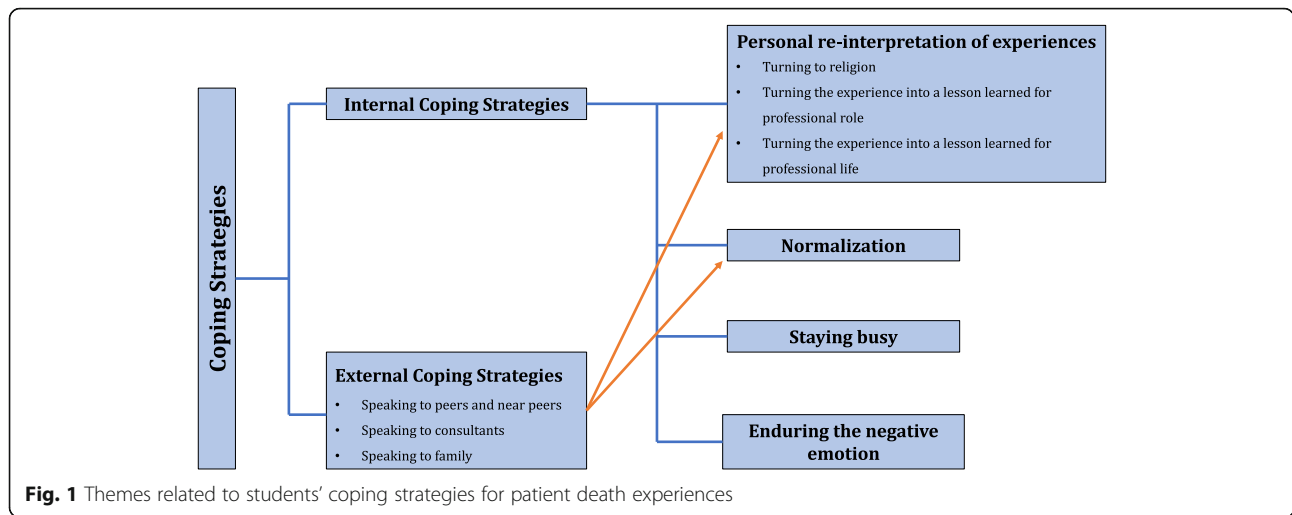 Coping Strategies
Internal Coping Strategies
External Coping Strategies
• Speaking to peers and near peers
• Speaking to consultants
• Speaking to family
Personal re-interpretation of experiences
• Turning to religion
• Turning the experience into a lesson learned for
professional role
• Turning the experience into a lesson learned for
professional life
Normalization
Staying busy
Enduring the negative
emotion
Fig. 1 Themes related to students’ coping strategies for patient death experiences